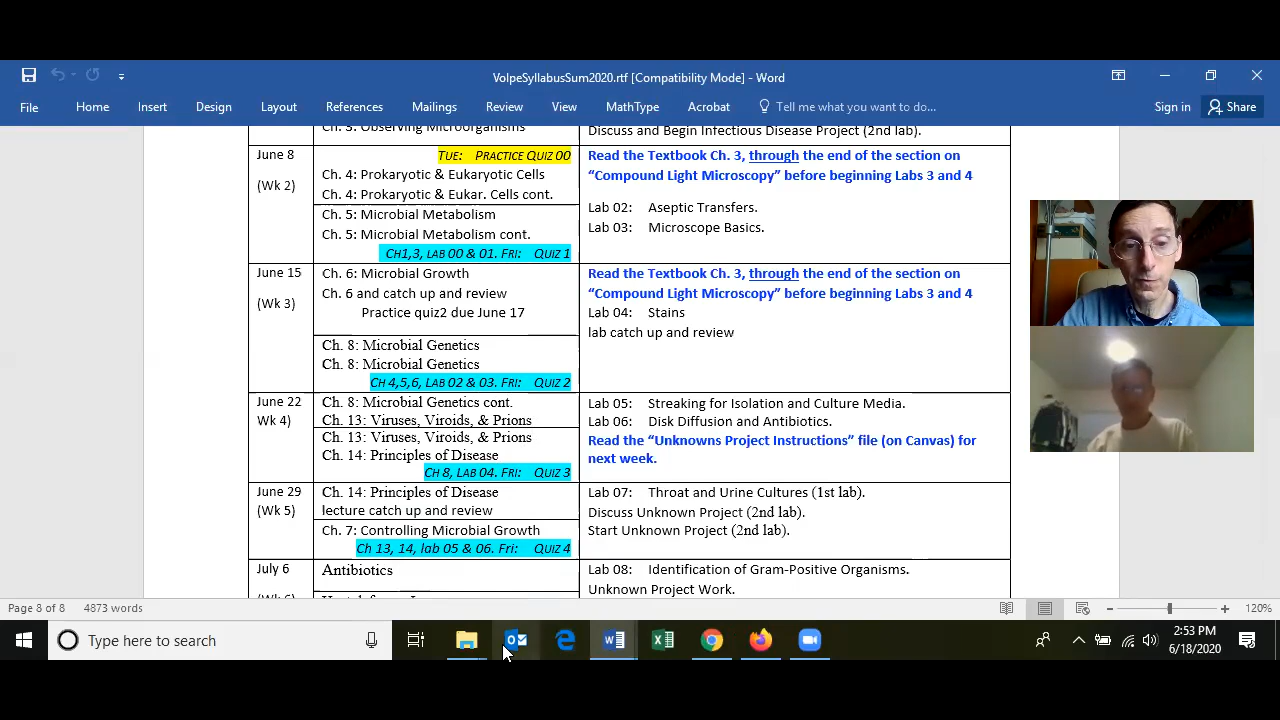 VolpeSyllabusSum2020.rtf [Compatibility Mode] - Word
File Home Insert Design Layout References Mailings Review View MathType Acrobat Tell me what you want to do... Sign in Share
Ch. 3: Observing Microorganisms
Discuss and Begin Infectious Disease Project (2nd lab).
June 8
(Wk 2)
TUE: PRACTICE QUIZ 00
Ch. 4: Prokaryotic & Eukaryotic Cells
Ch. 4: Prokaryotic & Eukar. Cells cont.
Ch. 5: Microbial Metabolism
Ch. 5: Microbial Metabolism cont.
CH1,3, LAB 00 & 01. FRI: QUIZ 1
Read the Textbook Ch. 3, through the end of the section on
“Compound Light Microscopy” before beginning Labs 3 and 4
Lab 02: Aseptic Transfers.
Lab 03: Microscope Basics.
June 15
(Wk 3)
Ch. 6: Microbial Growth
Ch. 6 and catch up and review
Practice quiz2 due June 17
Ch. 8: Microbial Genetics
Ch. 8: Microbial Genetics
CH 4,5,6, LAB 02 & 03. FRI: QUIZ 2
Read the Textbook Ch. 3, through the end of the section on
“Compound Light Microscopy” before beginning Labs 3 and 4
Lab 04: Stains
lab catch up and review
June 22
Wk 4)
Ch. 8: Microbial Genetics cont.
Ch. 13: Viruses, Viroids, & Prions
Ch. 13: Viruses, Viroids, & Prions
Ch. 14: Principles of Disease
CH 8, LAB 04. FRI: QUIZ 3
Lab 05: Streaking for Isolation and Culture Media.
Lab 06: Disk Diffusion and Antibiotics.
Read the “Unknowns Project Instructions” file (on Canvas) for
next week.
June 29
(Wk 5)
Ch. 14: Principles of Disease
lecture catch up and review
Ch. 7: Controlling Microbial Growth
Ch 13, 14, lab 05 & 06. Fri: QUIZ 4
Lab 07: Throat and Urine Cultures (1st lab).
Discuss Unknown Project (2nd lab).
Start Unknown Project (2nd lab).
July 6
Antibiotics
Lab 08: Identification of Gram-Positive Organisms.
Unknown Project Work.
Page 8 of 8 4873 words 120%
Type here to search
2:53 PM
6/18/2020